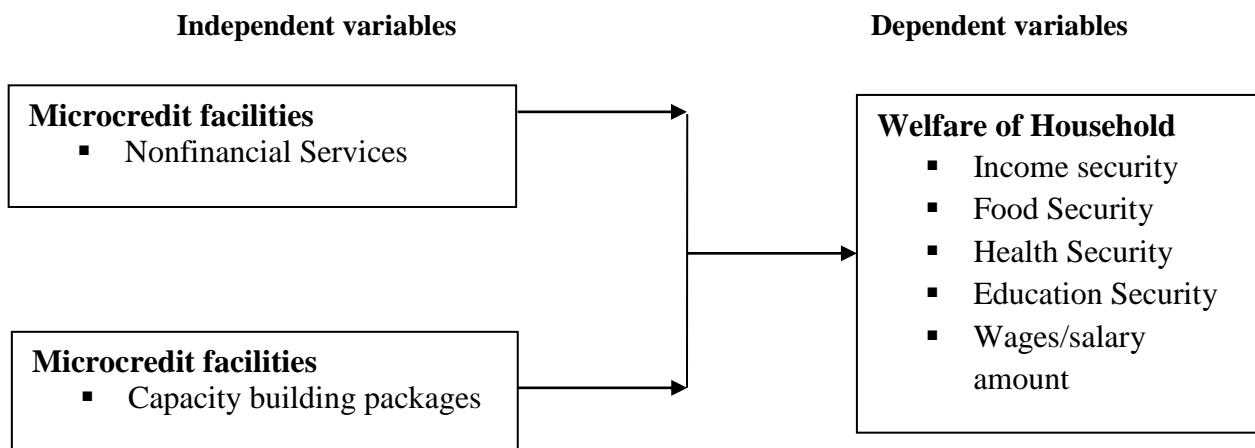 Independent variables
Dependent variables
Microcredit facilities
▪ Nonfinancial Services
Microcredit facilities
▪ Capacity building packages
Welfare of Household
▪ Income security
▪ Food Security
▪ Health Security
▪ Education Security
▪ Wages/salary
amount